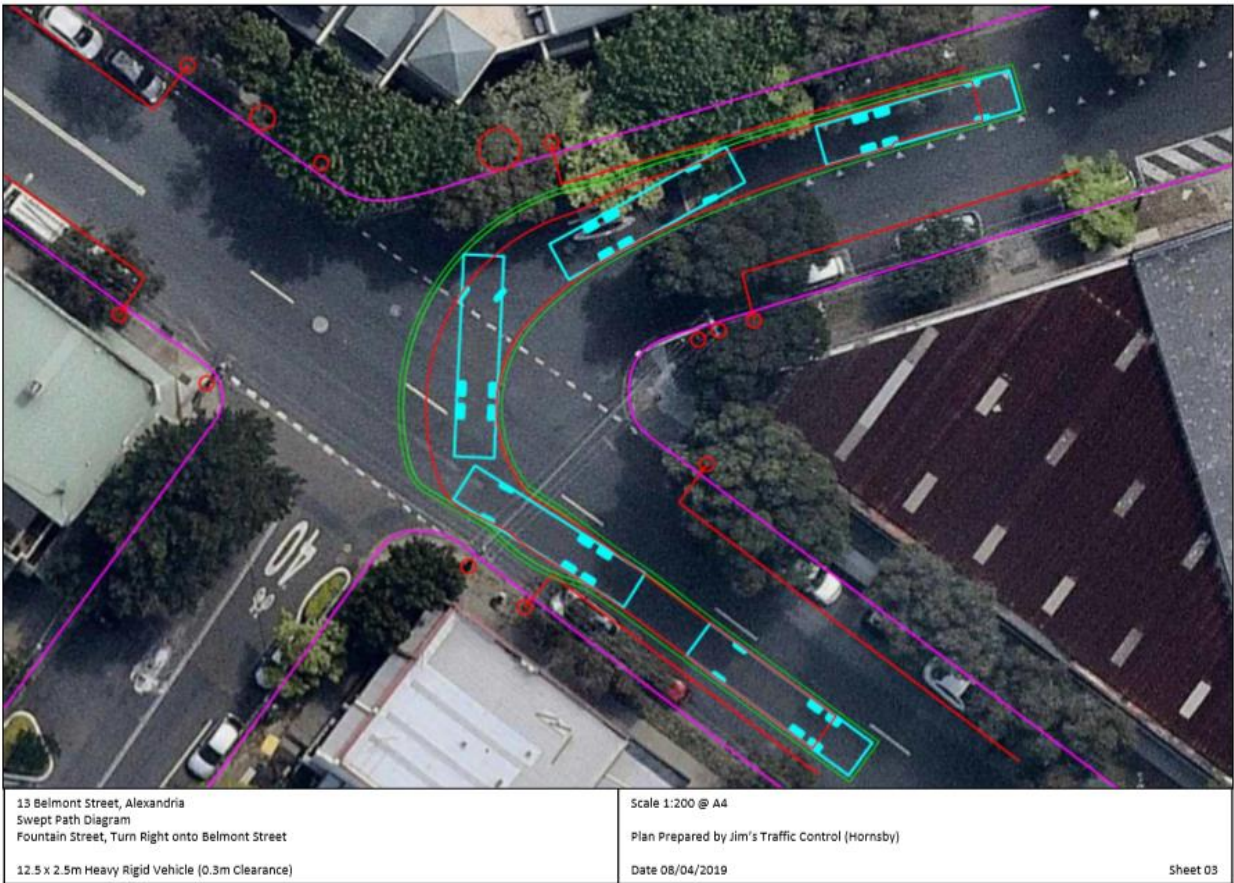 40
13 Belmont Street, Alexandria
Swept Path Diagram
Fountain Street, Turn Right onto Belmont Street
12.5 x 2.5m Heavy Rigid Vehicle (0.3m Clearance)
Scale 1:200 @ A4
Plan Prepared by Jim's Traffic Control (Hornsby)
Date 08/04/2019
Sheet 03